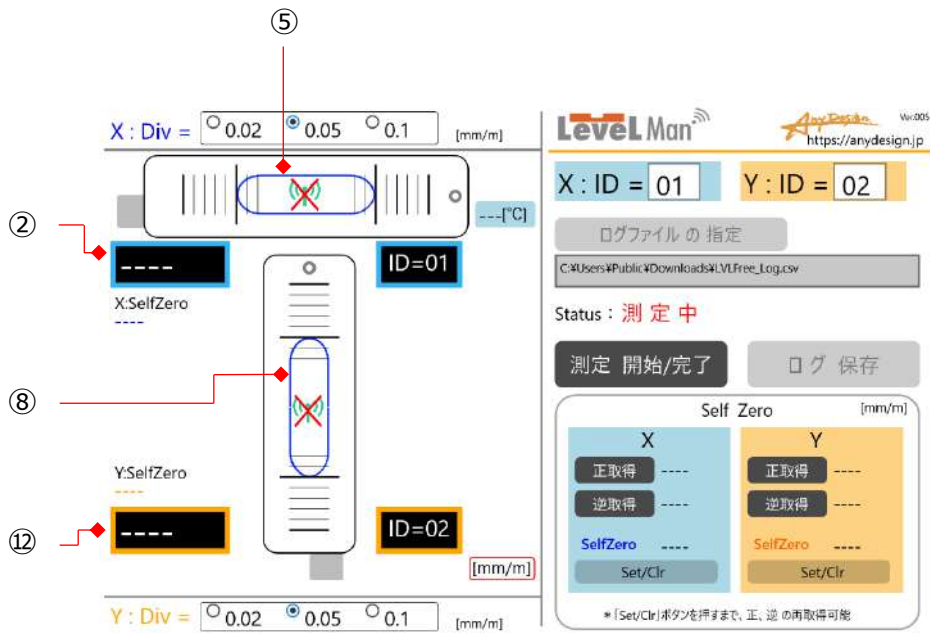 ⑤
X : Div = 0.02 0.05 0.1 [mm/m]
---[°C]
②
----
ID=01
X:SelfZero
----
⑧
Y:SelfZero
----
⑫
----
ID=02
[mm/m]
Y : Div = 0.02 0.05 0.1 [mm/m]
LeveL Man
AnyDesign
Ver.005
https://anydesign.jp
X : ID = 01
Y : ID = 02
ログファイル の 指定
C:¥Users¥Public¥Downloads¥LVLFree_Log.csv
Status : 測 定 中
測定 開始/完了
ログ 保存
Self Zero [mm/m]
X
正取得 ----
逆取得 ----
SelfZero ----
Set/Clr
Y
正取得 ----
逆取得 ----
SelfZero ----
Set/Clr
*「Set/Clr」ボタンを押すまで、正、逆 の再取得可能